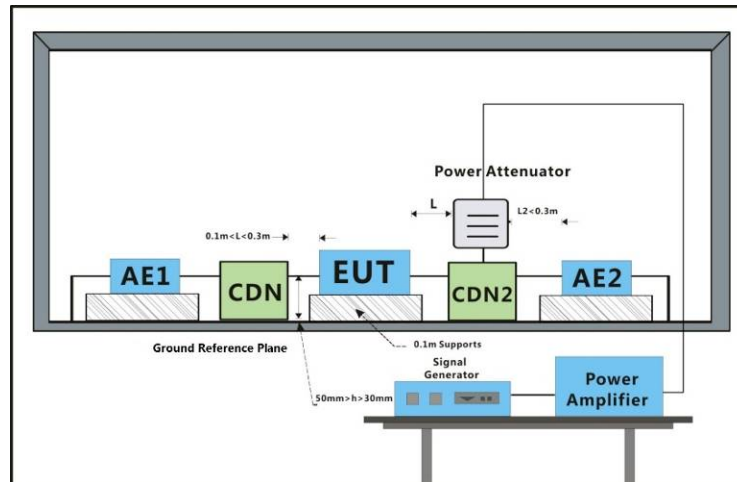 Power Attenuator
L
L2<0.3m
0.1m<L<0.3m
AE1
CDN
EUT
CDN2
AE2
Ground Reference Plane
0.1m Supports
50mm>h>30mm
Signal
Generator
Power
Amplifier